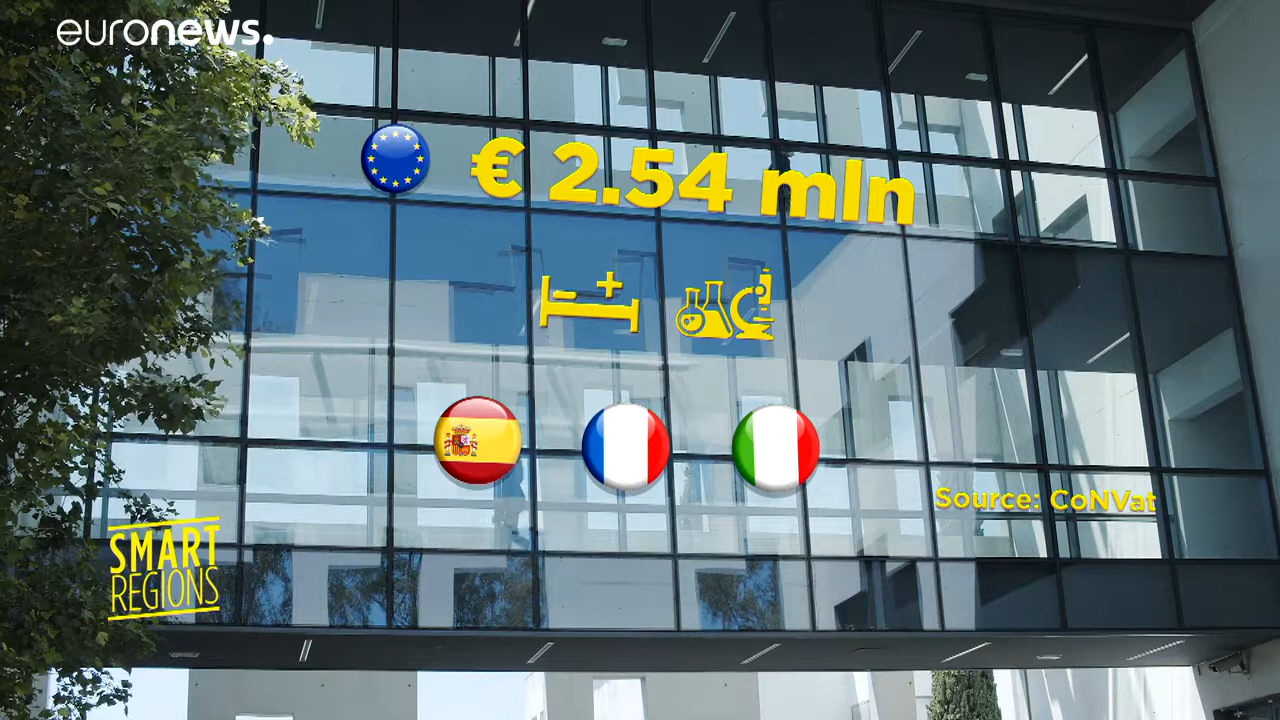 euronews.
€ 2.54 mln
Source: CoNVat
SMART
REGIONS